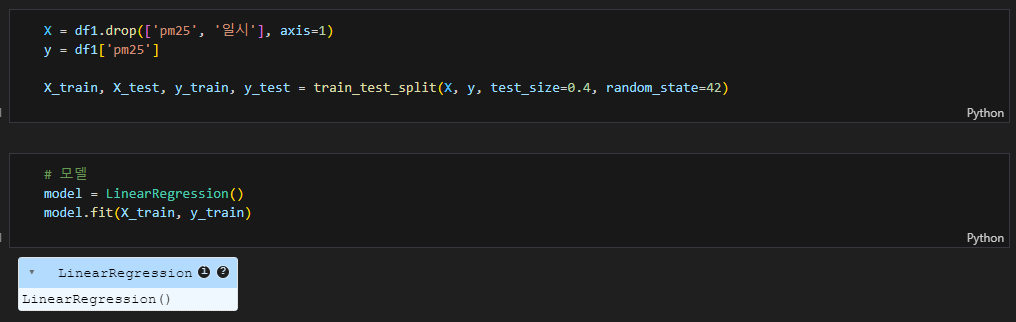 X = df1.drop(['pm25', '일시'], axis=1)
y = df1['pm25']
X_train, X_test, y_train, y_test = train_test_split(X, y, test_size=0.4, random_state=42)
Python
# 모델
model = LinearRegression()
model.fit(X_train, y_train)
Python
LinearRegression i ?
LinearRegression()